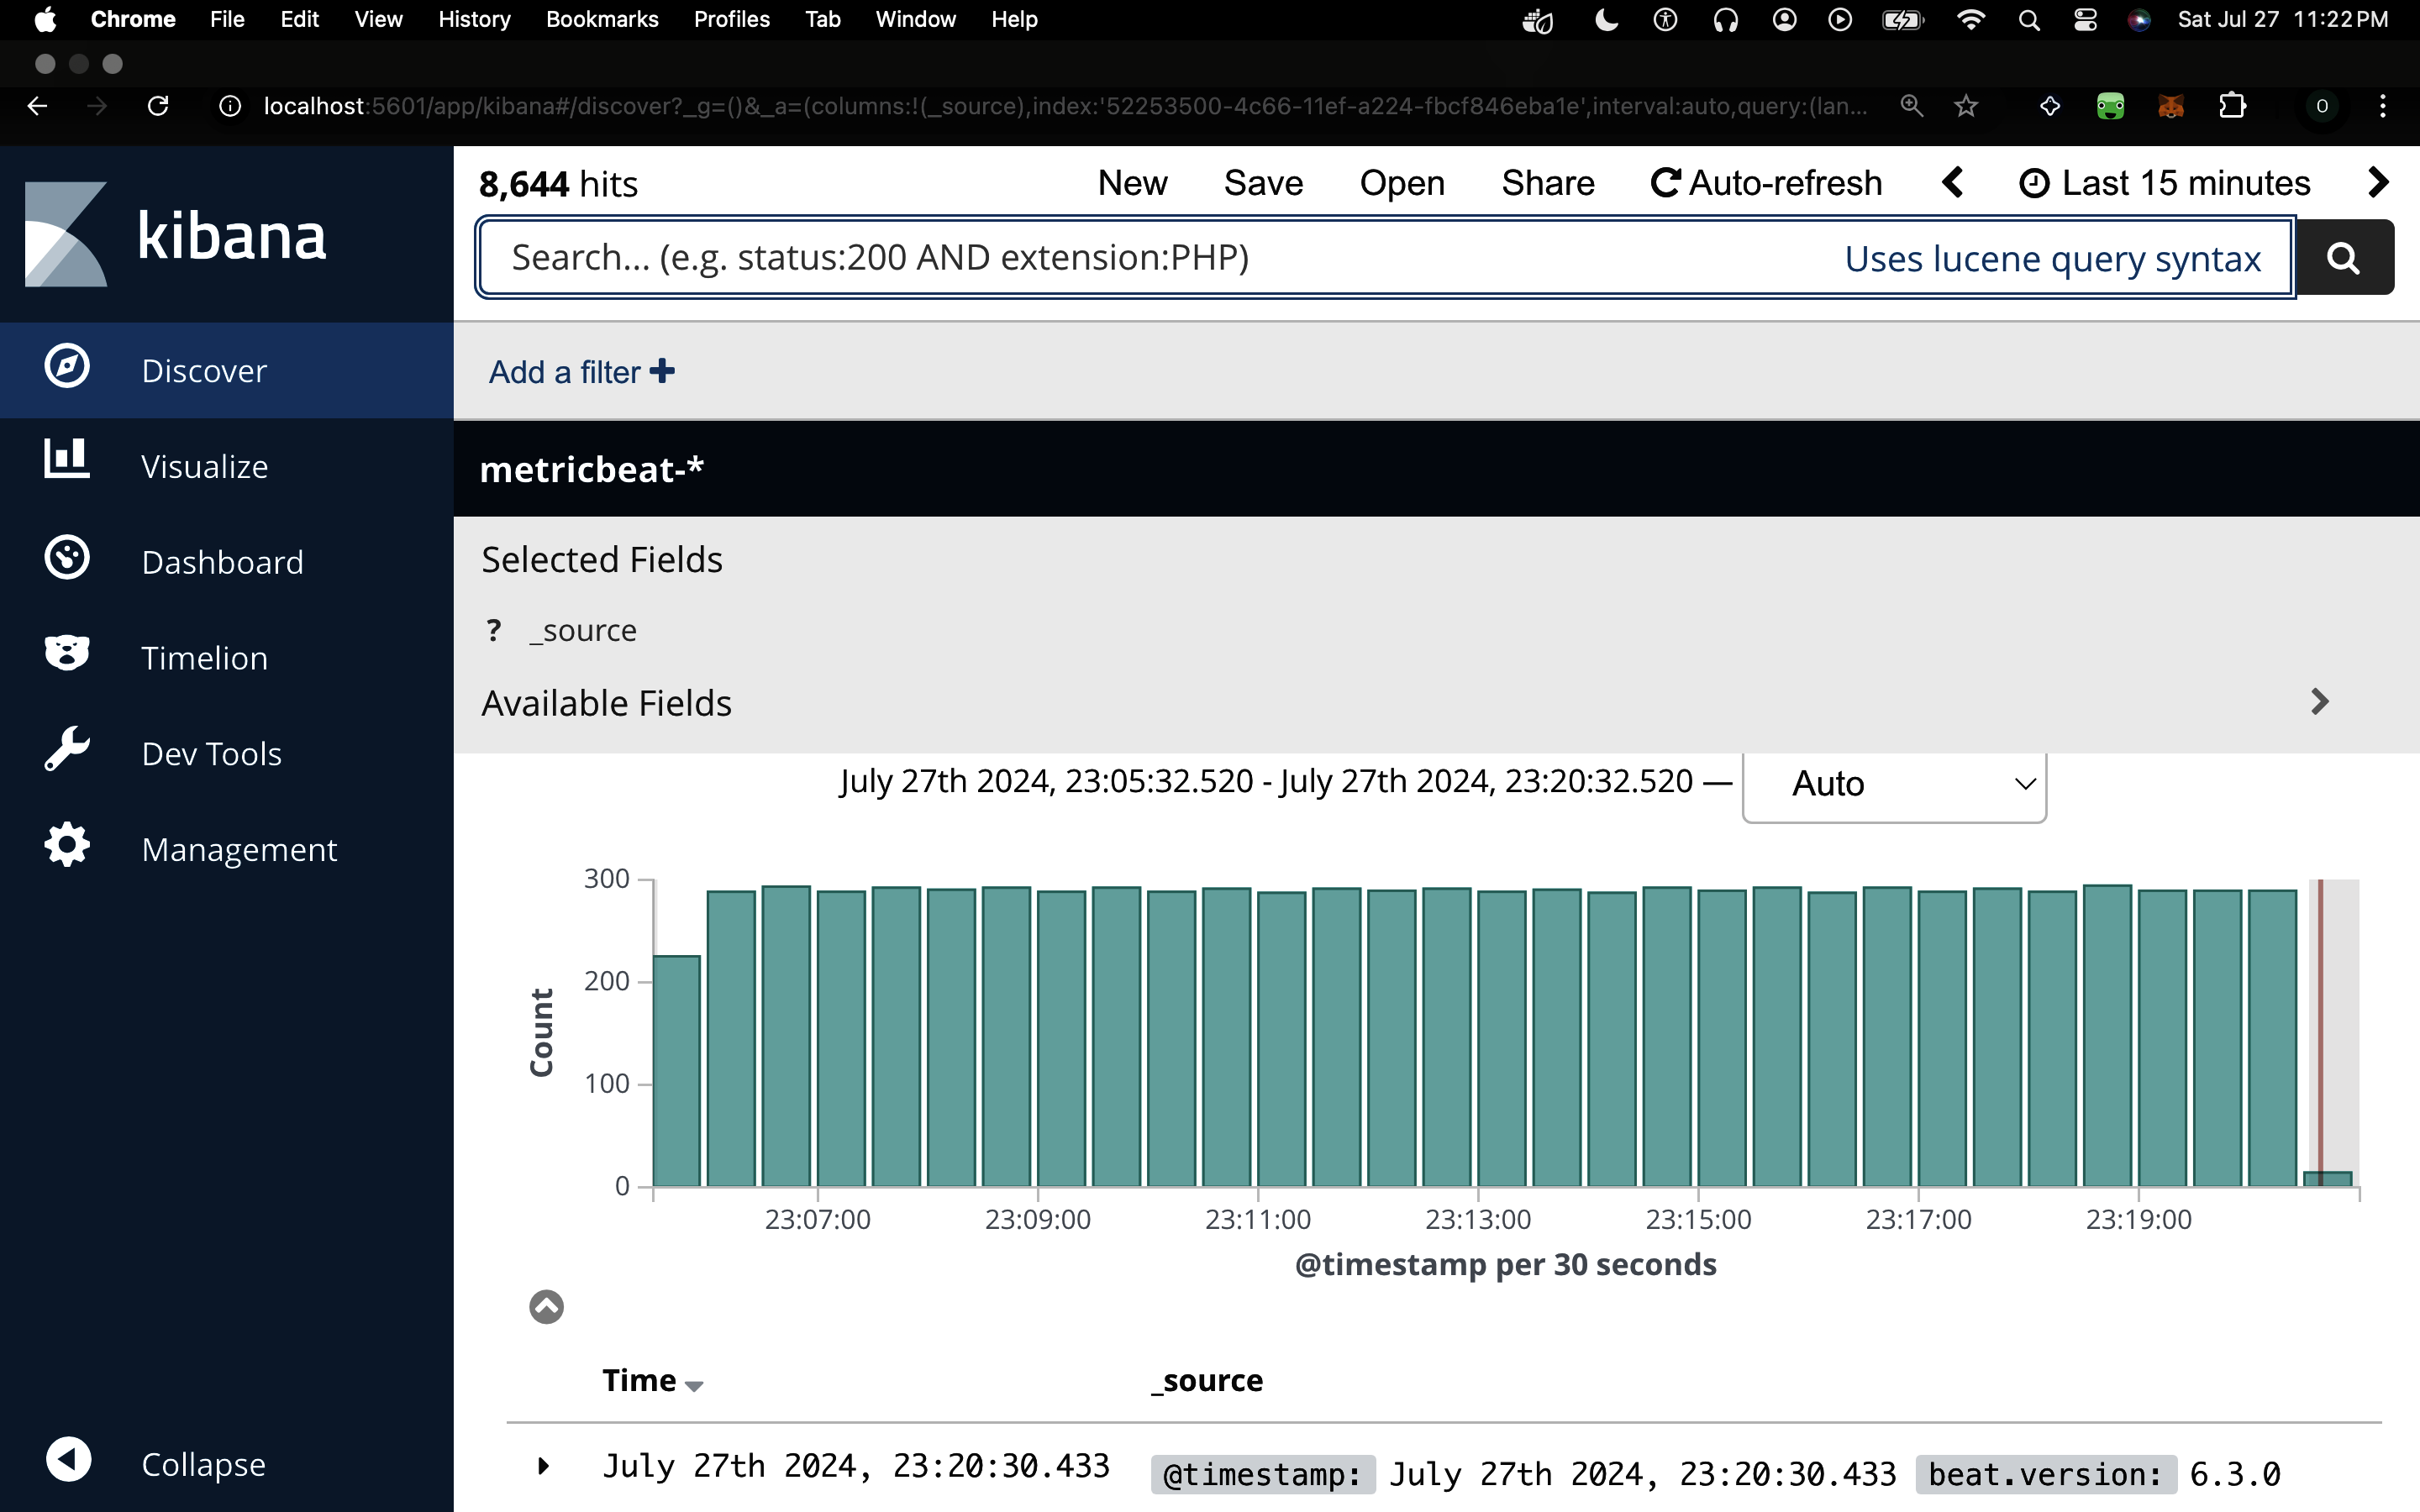 Chrome File Edit View History Bookmarks Profiles Tab Window Help Sat Jul 27 11:22 PM
localhost:5601/app/kibana#/discover?_g=()&_a=(columns:!(_source),index:'52253500-4c66-11ef-a224-fbcf846eba1e',interval:auto,query:(lan... O
kibana
Discover
Visualize
Dashboard
Timelion
Dev Tools
Management
Collapse
8,644 hits New Save Open Share Auto-refresh Last 15 minutes
Search... (e.g. status:200 AND extension:PHP) Uses lucene query syntax
Add a filter +
metricbeat-*
Selected Fields
? _source
Available Fields
July 27th 2024, 23:05:32.520 - July 27th 2024, 23:20:32.520 — Auto
300
200
100
0
Count
23:07:00 23:09:00 23:11:00 23:13:00 23:15:00 23:17:00 23:19:00
@timestamp per 30 seconds
Time _source
July 27th 2024, 23:20:30.433 @timestamp: July 27th 2024, 23:20:30.433 beat.version: 6.3.0